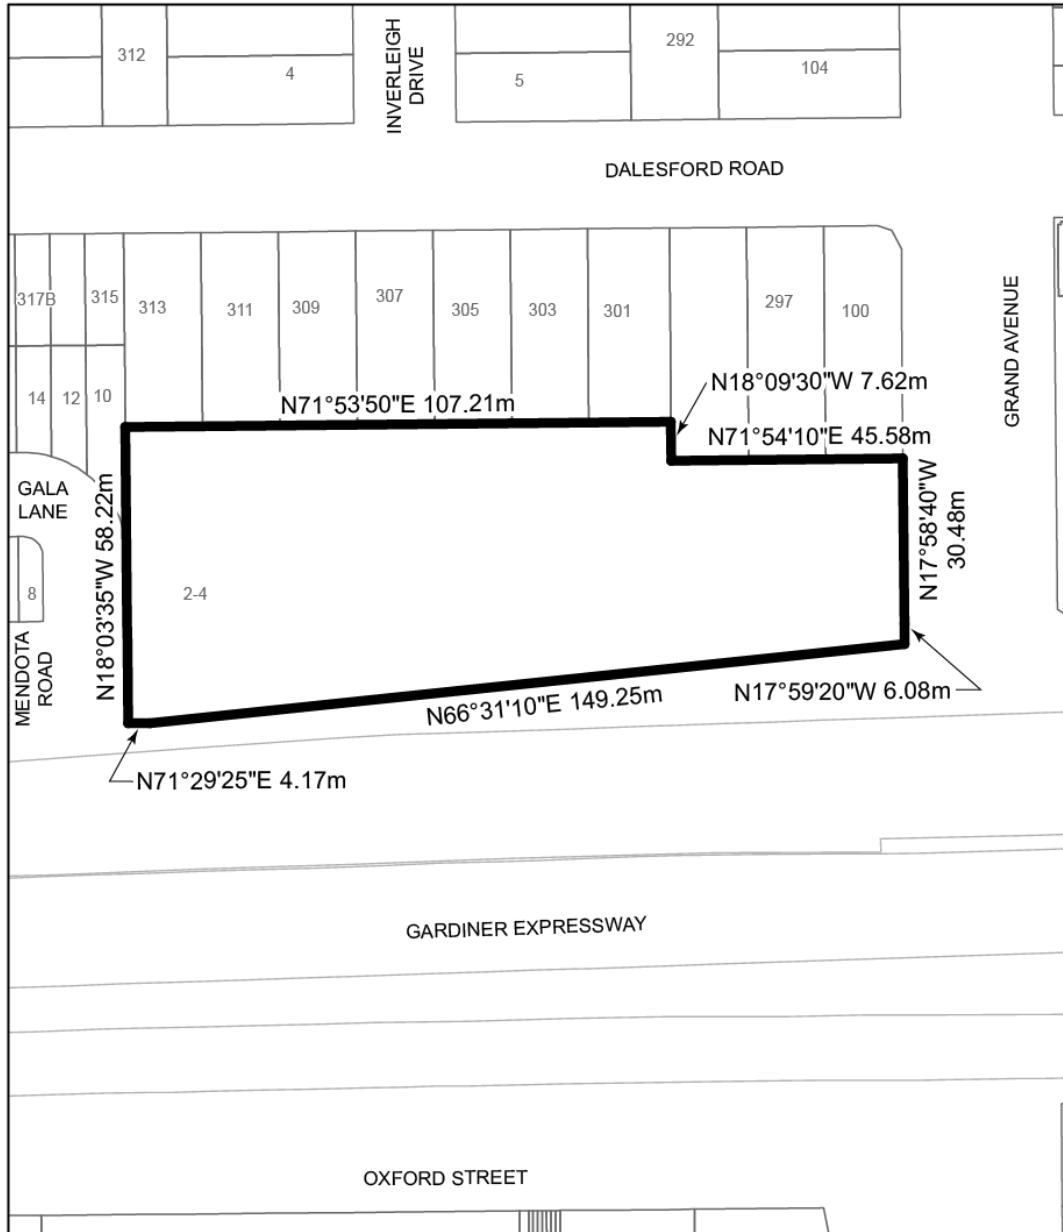 312
4
INVERLEIGH
DRIVE
5
292
104
DALESFORD ROAD
317B
315
313
311
309
307
305
303
301
297
100
GRAND AVENUE
14
12
10
N71°53'50"E 107.21m
N18°09'30"W 7.62m
N71°54'10"E 45.58m
GALA
LANE
N18°03'35"W 58.22m
N17°58'40"W
30.48m
8
2-4
MENDOTA
ROAD
N66°31'10"E 149.25m
N17°59'20"W 6.08m
N71°29'25"E 4.17m
GARDINER EXPRESSWAY
OXFORD STREET